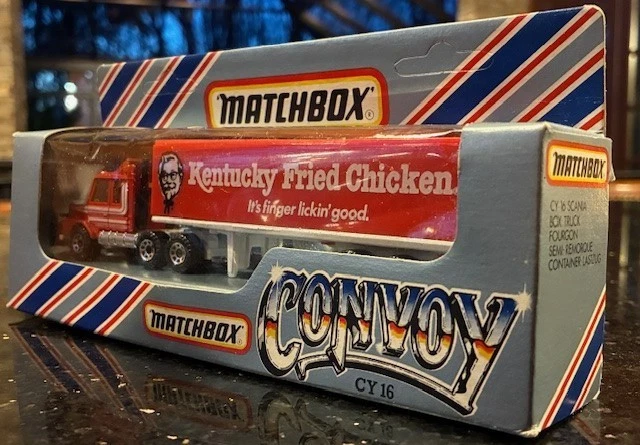 "MATCHBOX"®
Kentucky Fried Chicken.
It's finger lickin' good.
"MATCHBOX"®
CONVOY
CY 16
"MATCHBOX"
CY 16 SCANIA
BOX TRUCK
FOURGON
SEMI-REMORQUE
CONTAINER LASTZUG